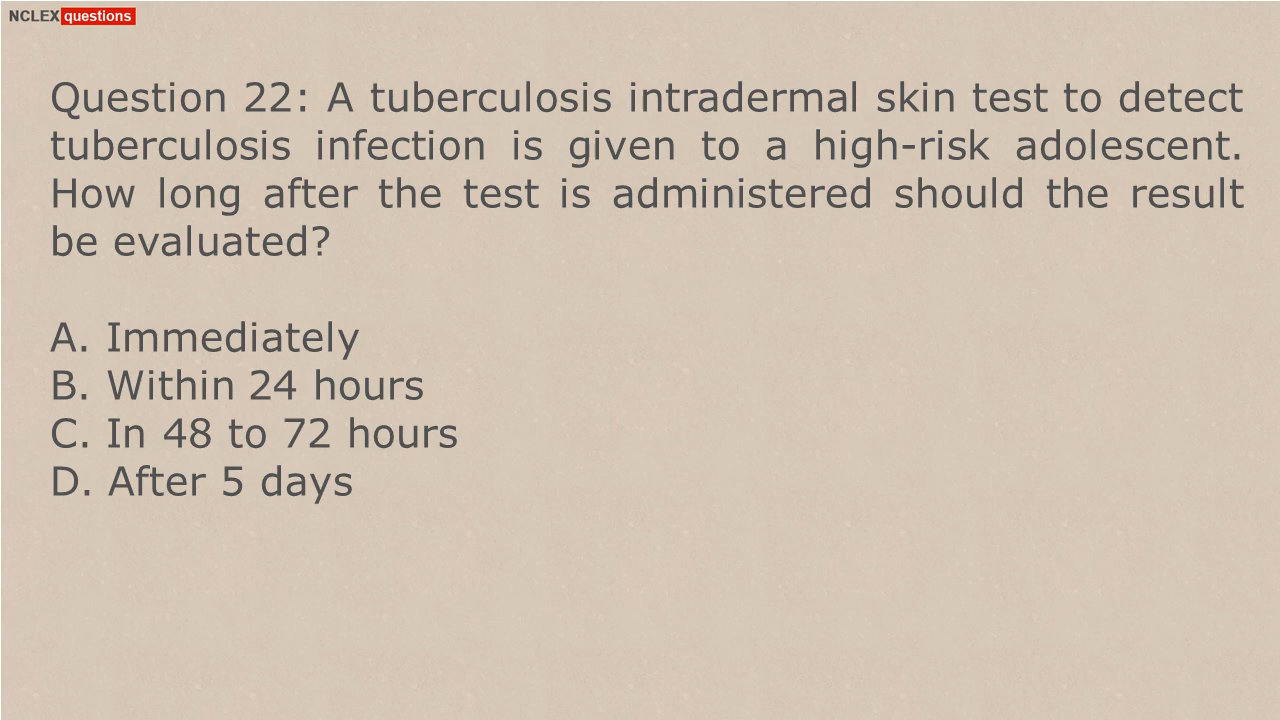 NCLEX questions
Question 22: A tuberculosis intradermal skin test to detect
tuberculosis infection is given to a high-risk adolescent.
How long after the test is administered should the result
be evaluated?
A. Immediately
B. Within 24 hours
C. In 48 to 72 hours
D. After 5 days